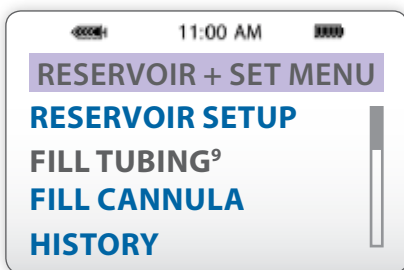 11:00 AM
RESERVOIR + SET MENU
RESERVOIR SETUP
FILL TUBING⁹
FILL CANNULA
HISTORY